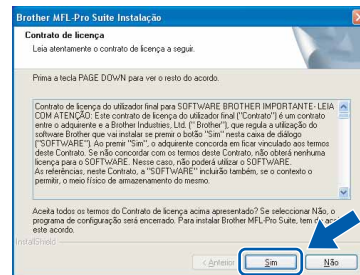 Brother MFL-Pro Suite Instalação
Contrato de licença
Leia atentamente o contrato de licença a seguir.
Prima a tecla PAGE DOWN para ver o resto do acordo.
Contrato de licença do utilizador final para SOFTWARE BROTHER IMPORTANTE- LEIA
COM ATENÇÃO: Este contrato de licença do utilizador final ("Contrato") é um contrato
entre o adquirente e a Brother Industries, Ltd. (" Brother"), que regula a utilização do
software Brother que vai instalar se premir o botão "Sim" nesta caixa de diálogo
("SOFTWARE"). Ao premir "Sim", o adquirente concorda em ficar vinculado aos termos
deste Contrato. Se não concordar com os termos deste Contrato, não obterá nenhuma
licença para o SOFTWARE. Nesse caso, não poderá utilizar o SOFTWARE.
As referências, neste Contrato, a "SOFTWARE" incluirão também, se o contexto o
permitir, o meio físico de armazenamento do mesmo.
Aceita todos os termos do Contrato de licença acima apresentado? Se seleccionar Não, o
programa de configuração será encerrado. Para instalar Brother MFL-Pro Suite, tem de
este acordo.
InstallShield
< Anterior
Sim
Não